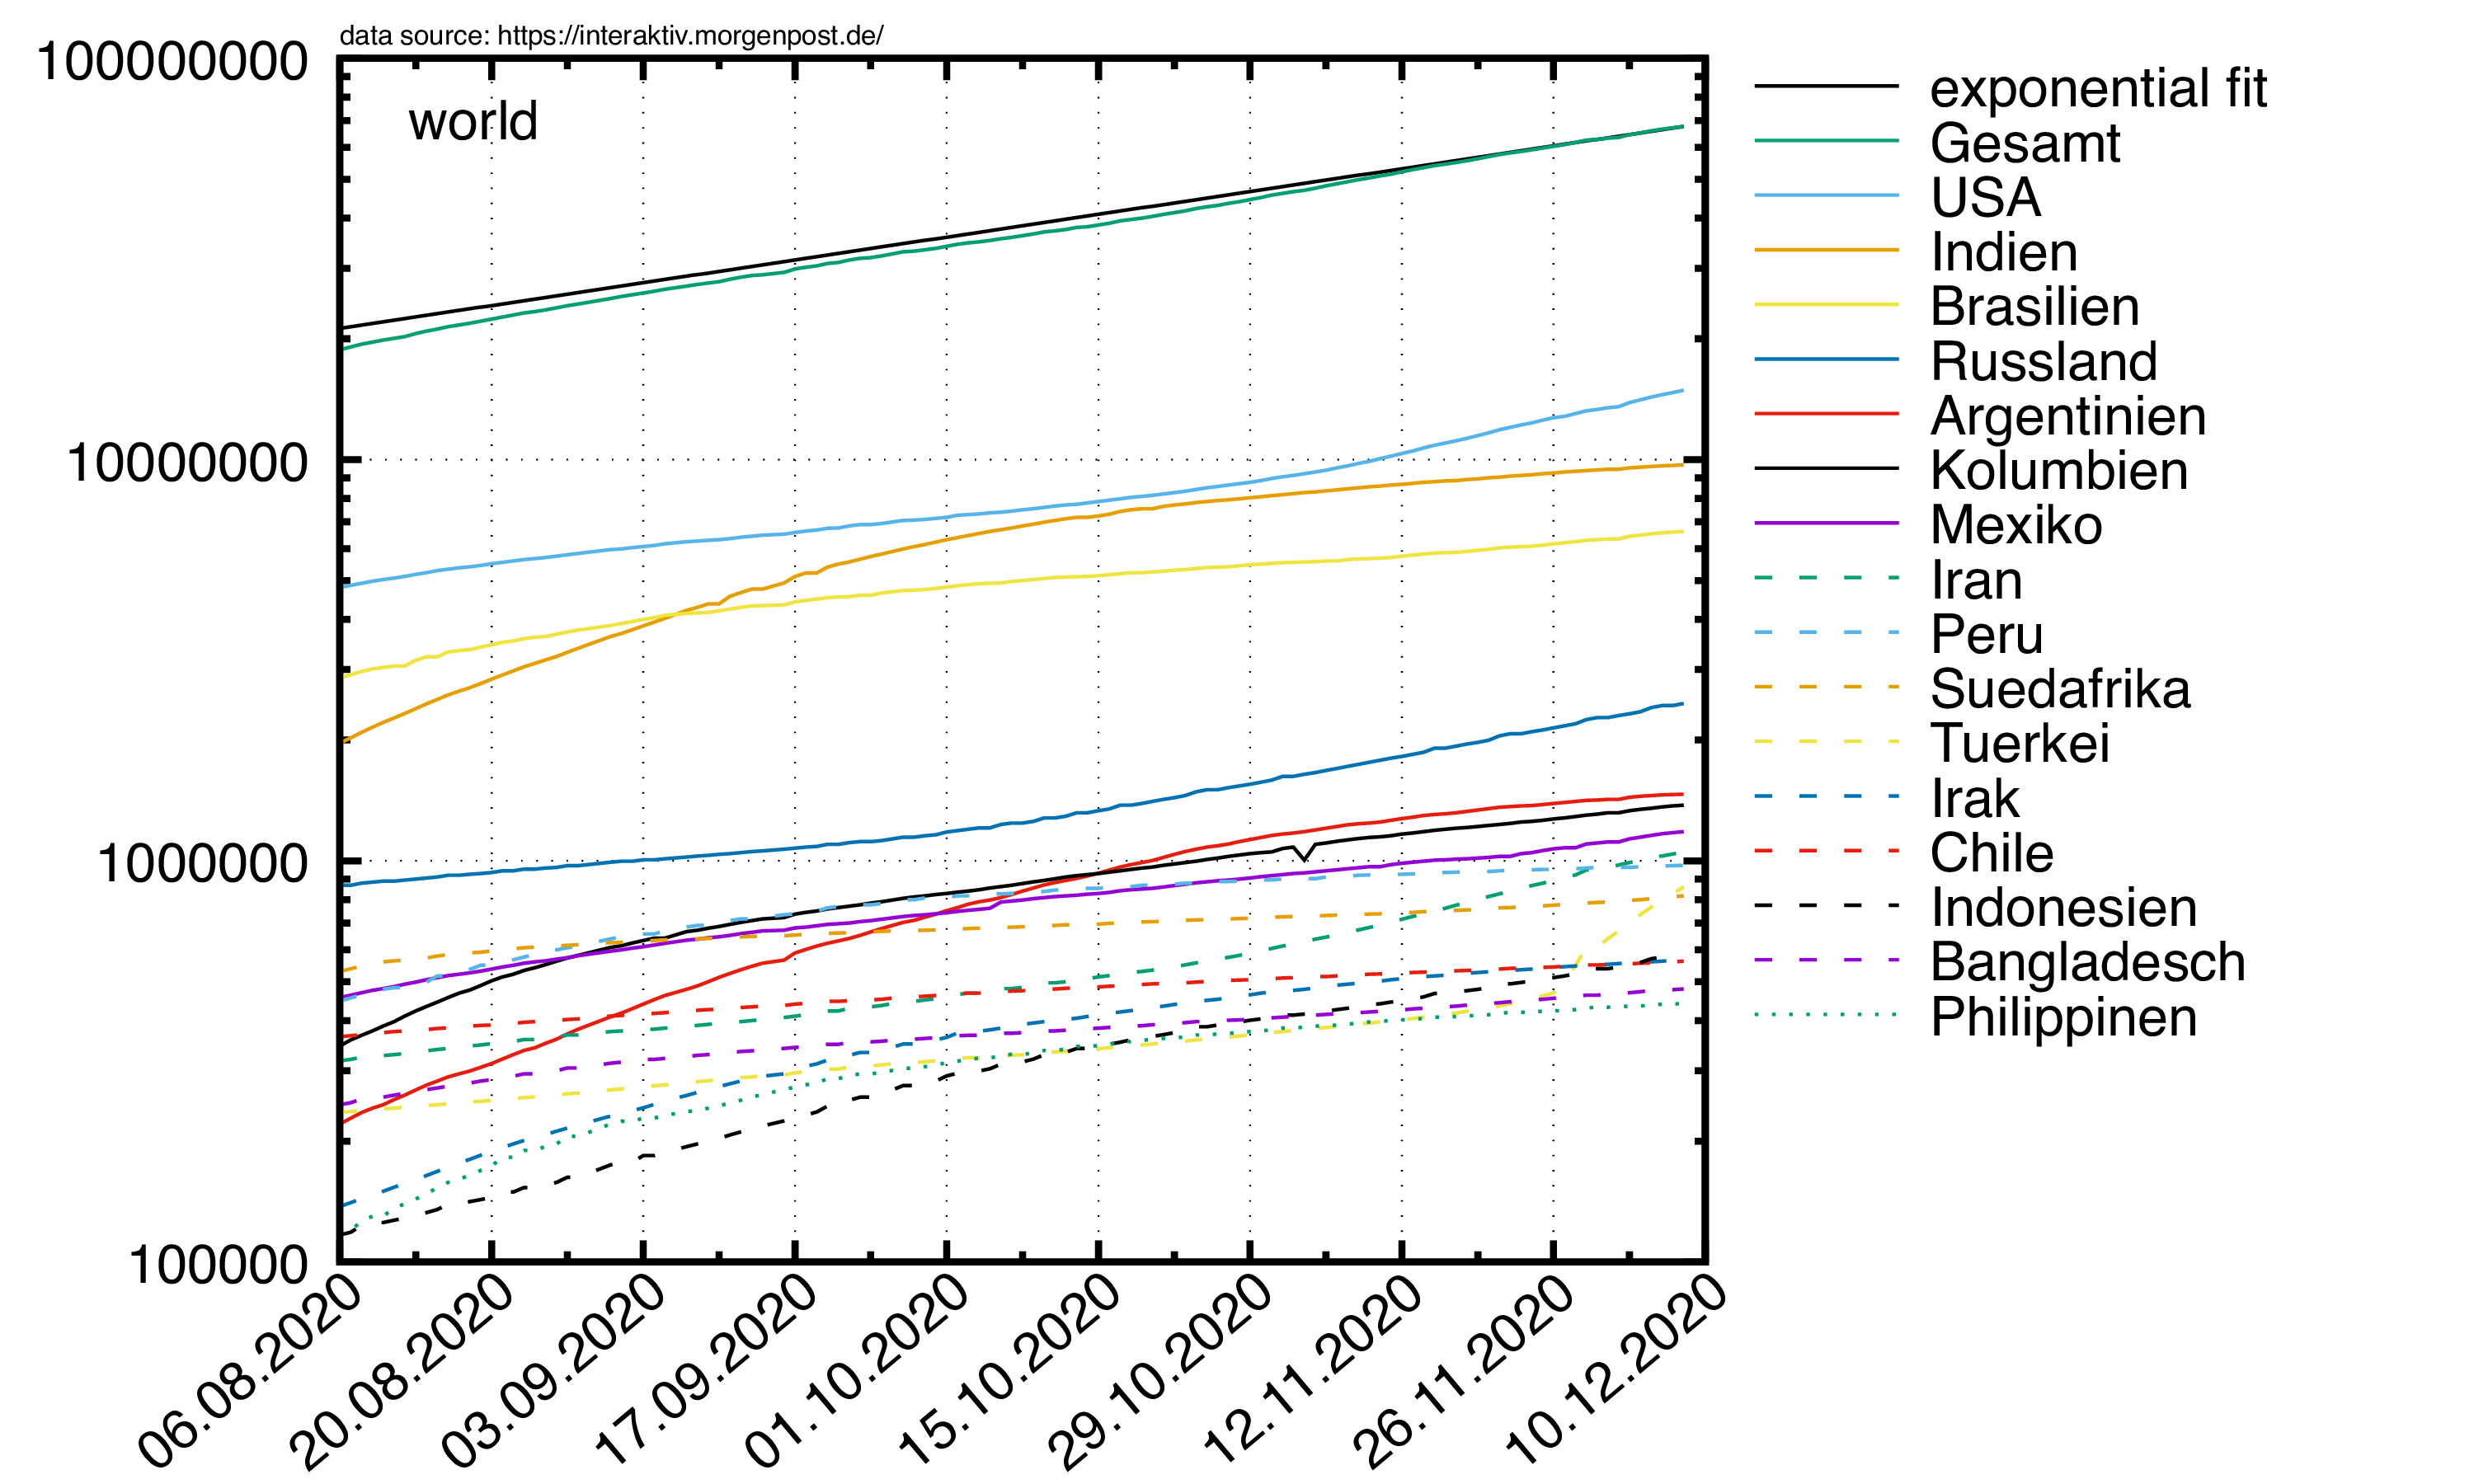 data source: https://interaktiv.morgenpost.de/
world
100000000
10000000
1000000
100000
06.08.2020
20.08.2020
03.09.2020
17.09.2020
01.10.2020
15.10.2020
29.10.2020
12.11.2020
26.11.2020
10.12.2020
exponential fit
Gesamt
USA
Indien
Brasilien
Russland
Argentinien
Kolumbien
Mexiko
Iran
Peru
Suedafrika
Tuerkei
Irak
Chile
Indonesien
Bangladesch
Philippinen